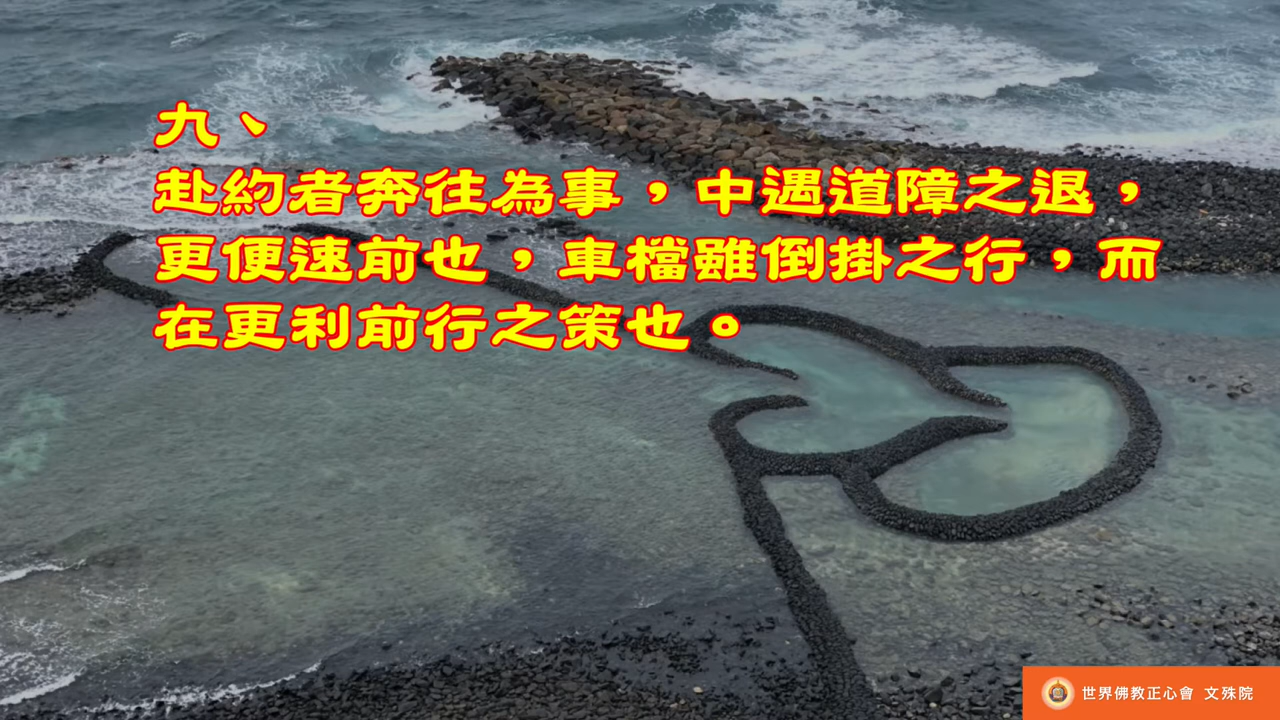 九、
赴約者奔往為事，中遇道障之退，
更便速前也，車檔雖倒掛之行，而
在更利前行之策也。
世界佛教正心會 文殊院